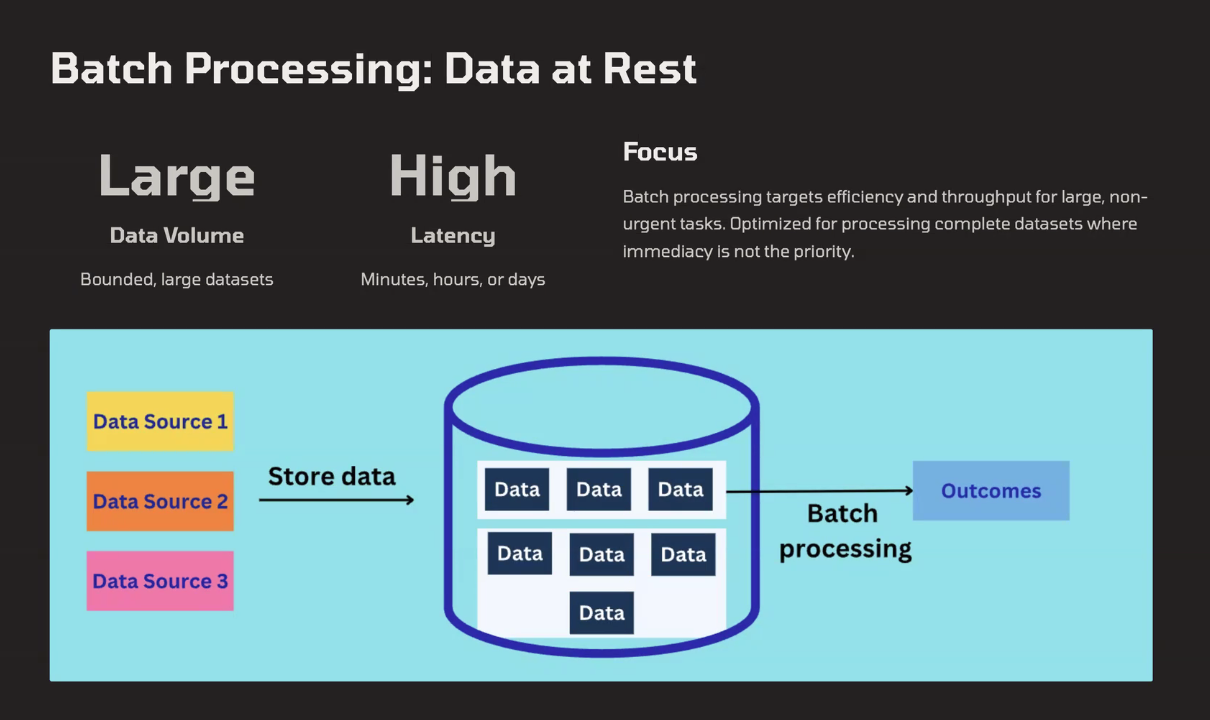 Batch Processing: Data at Rest
Large
Data Volume
Bounded, large datasets
High
Latency
Minutes, hours, or days
Focus
Batch processing targets efficiency and throughput for large, non-
urgent tasks. Optimized for processing complete datasets where
immediacy is not the priority.
Data Source 1
Data Source 2
Data Source 3
Store data
Data Data Data
Data Data Data
Data
Batch
processing
Outcomes